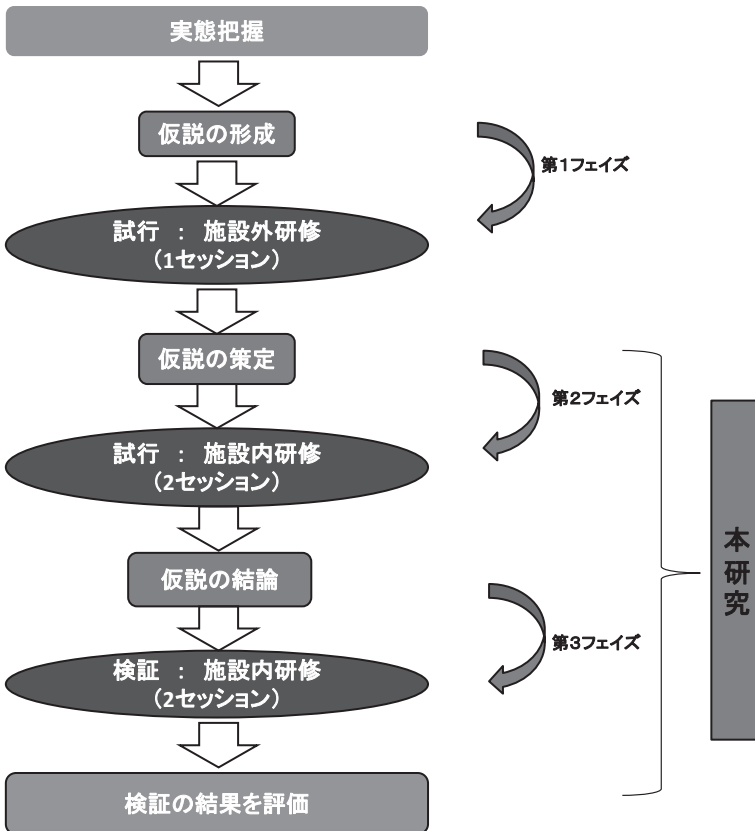 実態把握
仮説の形成
第1フェイズ
試行 ： 施設外研修
（1セッション）
仮説の策定
第2フェイズ
試行 ： 施設内研修
（2セッション）
仮説の結論
第3フェイズ
検証 ： 施設内研修
（2セッション）
検証の結果を評価
本研究